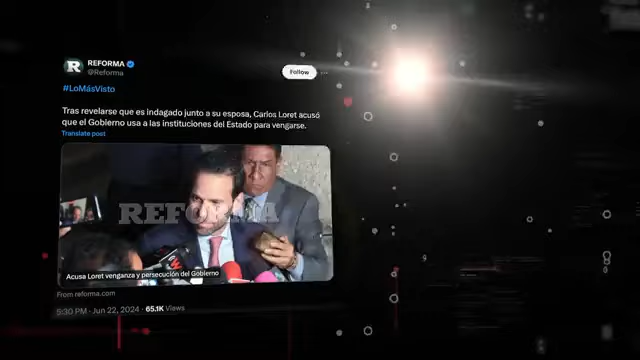 REFORMA
@Reforma
Follow
#LoMásVisto
Tras revelarse que es indagado junto a su esposa, Carlos Loret acusó
que el Gobierno usa a las instituciones del Estado para vengarse.
Translate post
REFORMA
Acusa Loret venganza y persecución del Gobierno
From reforma.com
5:30 PM · Jun 22, 2024 · 65.1K Views